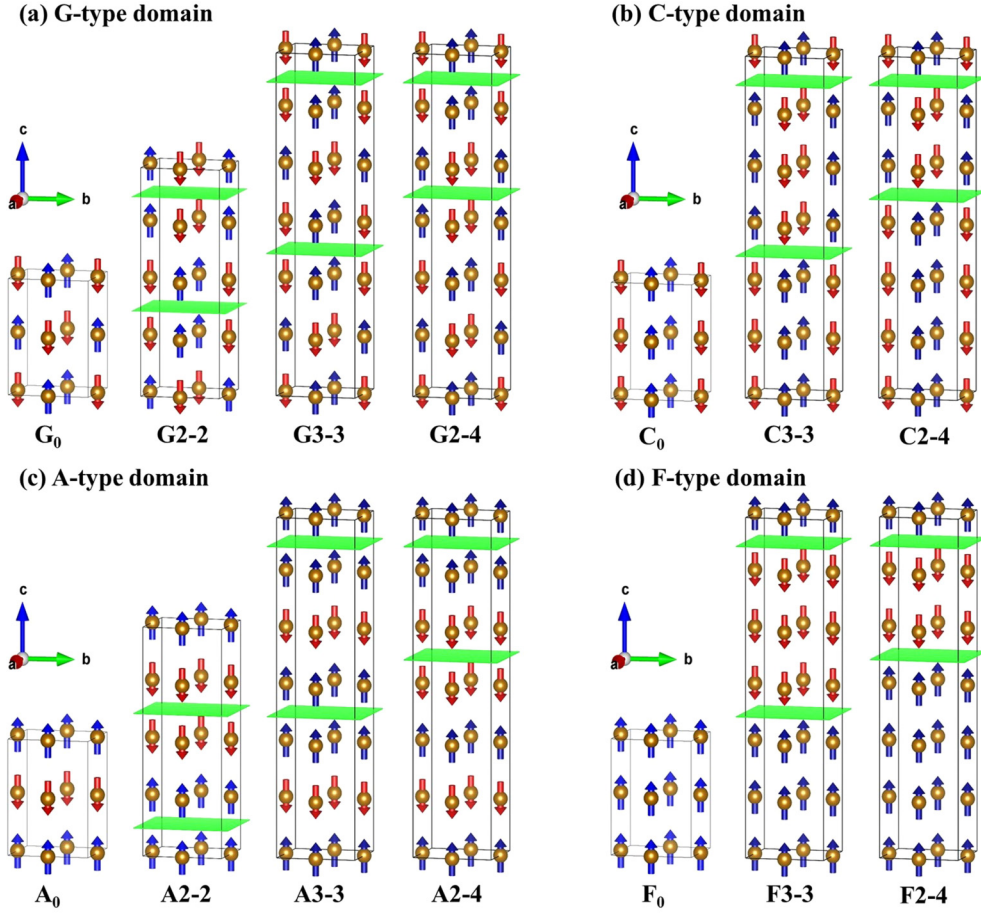 (a) G-type domain
(b) C-type domain
c
a
b
c
a
b
G₀
G2-2
G3-3
G2-4
C₀
C3-3
C2-4
(c) A-type domain
(d) F-type domain
c
a
b
c
a
b
A₀
A2-2
A3-3
A2-4
F₀
F3-3
F2-4